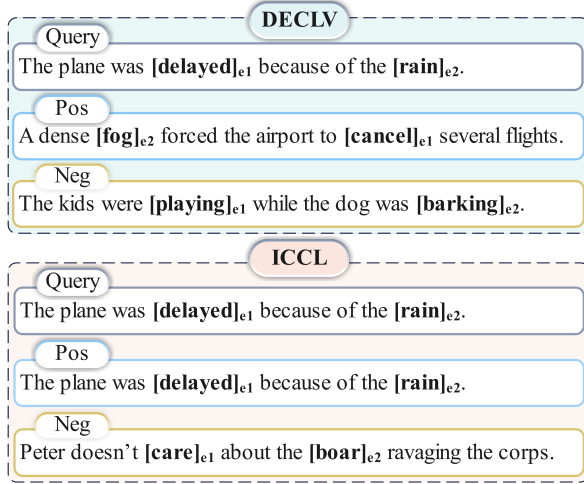 DECLV
Query
The plane was [delayed]e1 because of the [rain]e2.
Pos
A dense [fog]e2 forced the airport to [cancel]e1 several flights.
Neg
The kids were [playing]e1 while the dog was [barking]e2.
ICCL
Query
The plane was [delayed]e1 because of the [rain]e2.
Pos
The plane was [delayed]e1 because of the [rain]e2.
Neg
Peter doesn't [care]e1 about the [boar]e2 ravaging the corps.